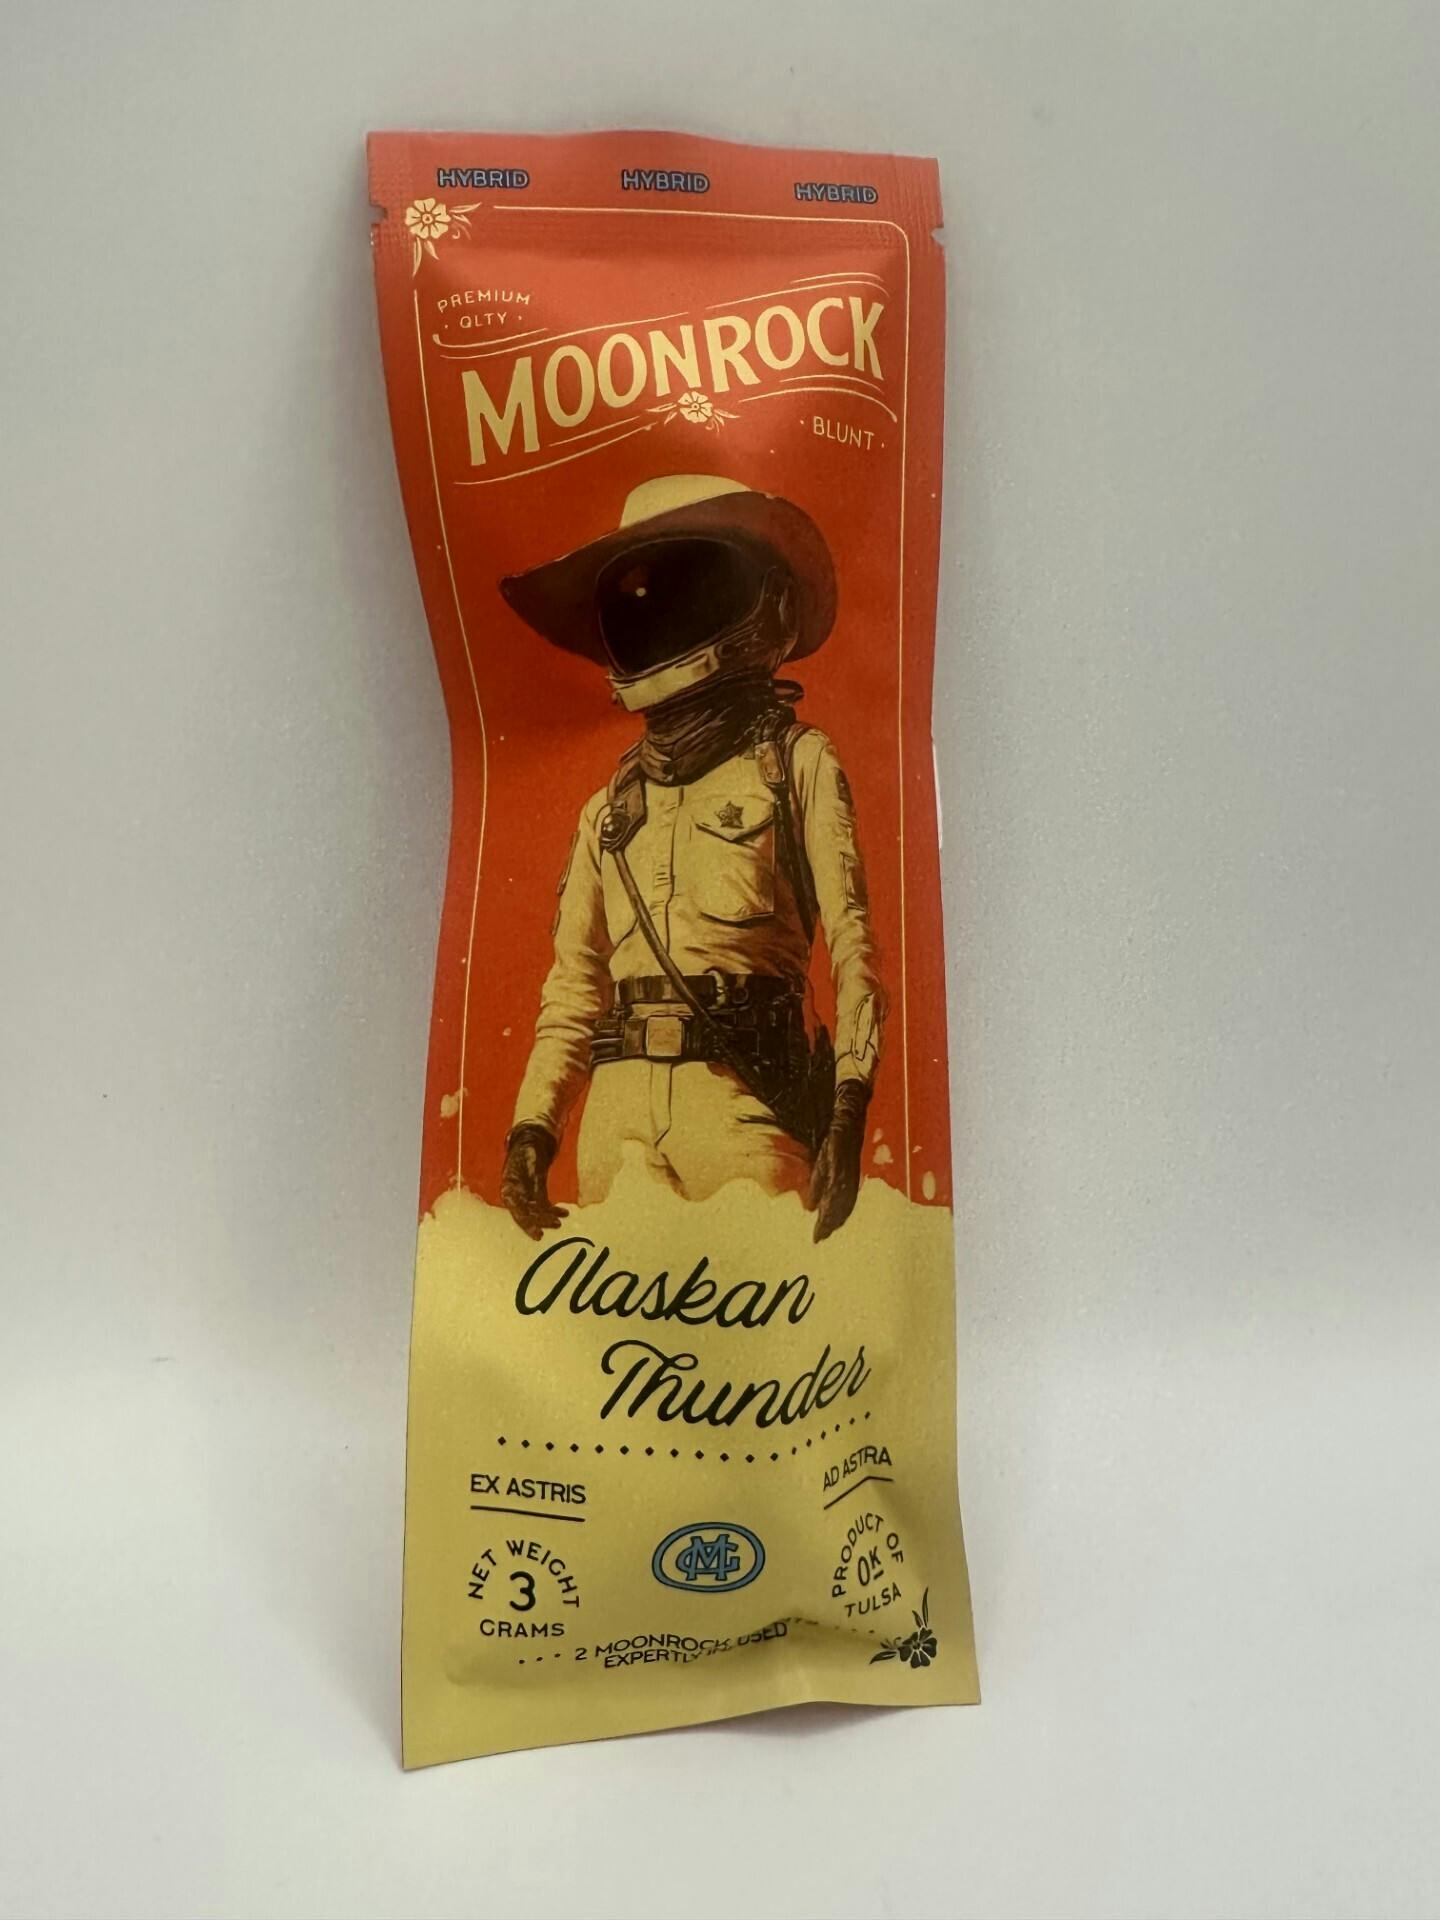 HYBRID HYBRID HYBRID
PREMIUM
· QLTY ·
MOONROCK
· BLUNT ·
Alaskan
Thunder
EX ASTRIS
AD ASTRA
NET WEIGHT
3
GRAMS
PRODUCT OF
OK
TULSA
2 MOONROCK
EXPERTLY